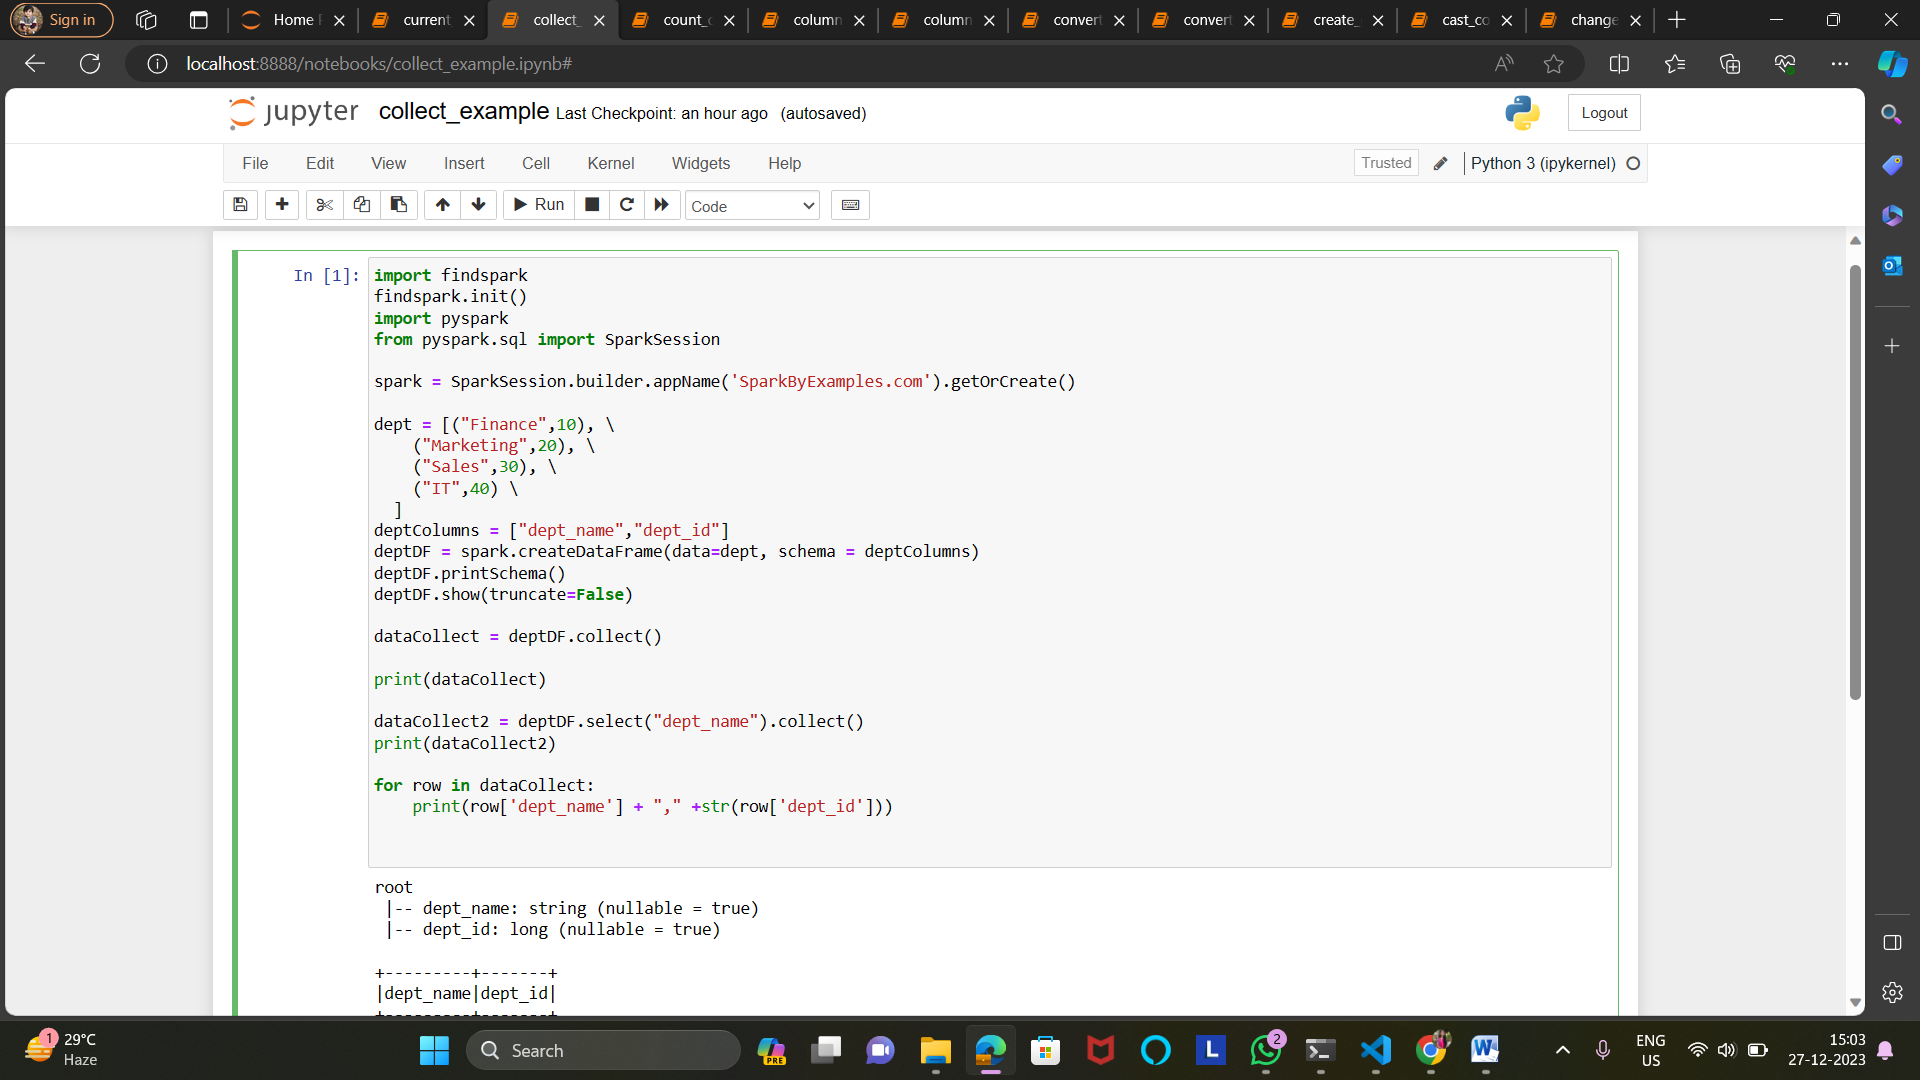 Sign in
Home
current
collect_
count_
column
column
convert
convert
create_
cast_co
change
localhost:8888/notebooks/collect_example.ipynb#
jupyter collect_example Last Checkpoint: an hour ago (autosaved)
Logout
File Edit View Insert Cell Kernel Widgets Help
Trusted
Python 3 (ipykernel)
Run
Code
In [1]:
import findspark
findspark.init()
import pyspark
from pyspark.sql import SparkSession
spark = SparkSession.builder.appName('SparkByExamples.com').getOrCreate()
dept = [("Finance",10), \
("Marketing",20), \
("Sales",30), \
("IT",40) \
]
deptColumns = ["dept_name","dept_id"]
deptDF = spark.createDataFrame(data=dept, schema = deptColumns)
deptDF.printSchema()
deptDF.show(truncate=False)
dataCollect = deptDF.collect()
print(dataCollect)
dataCollect2 = deptDF.select("dept_name").collect()
print(dataCollect2)
for row in dataCollect:
print(row['dept_name'] + "," +str(row['dept_id']))
root
|-- dept_name: string (nullable = true)
|-- dept_id: long (nullable = true)
+---------+-------+
|dept_name|dept_id|
+---------+-------+
1
29°C
Haze
Search
PRE
L
2
ENG
US
15:03
27-12-2023